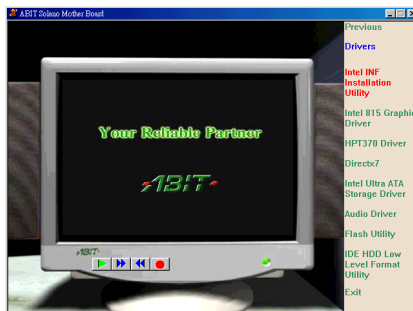 ABIT Soleno Mother Board
Previous
Drivers
Intel INF
Installation
Utility
Intel 815 Graphic
Driver
HPT370 Driver
Directx7
Intel Ultra ATA
Storage Driver
Audio Driver
Flash Utility
IDE HDD Low
Level Format
Utility
Exit
Your Reliable Partner
ABIT
ABIT